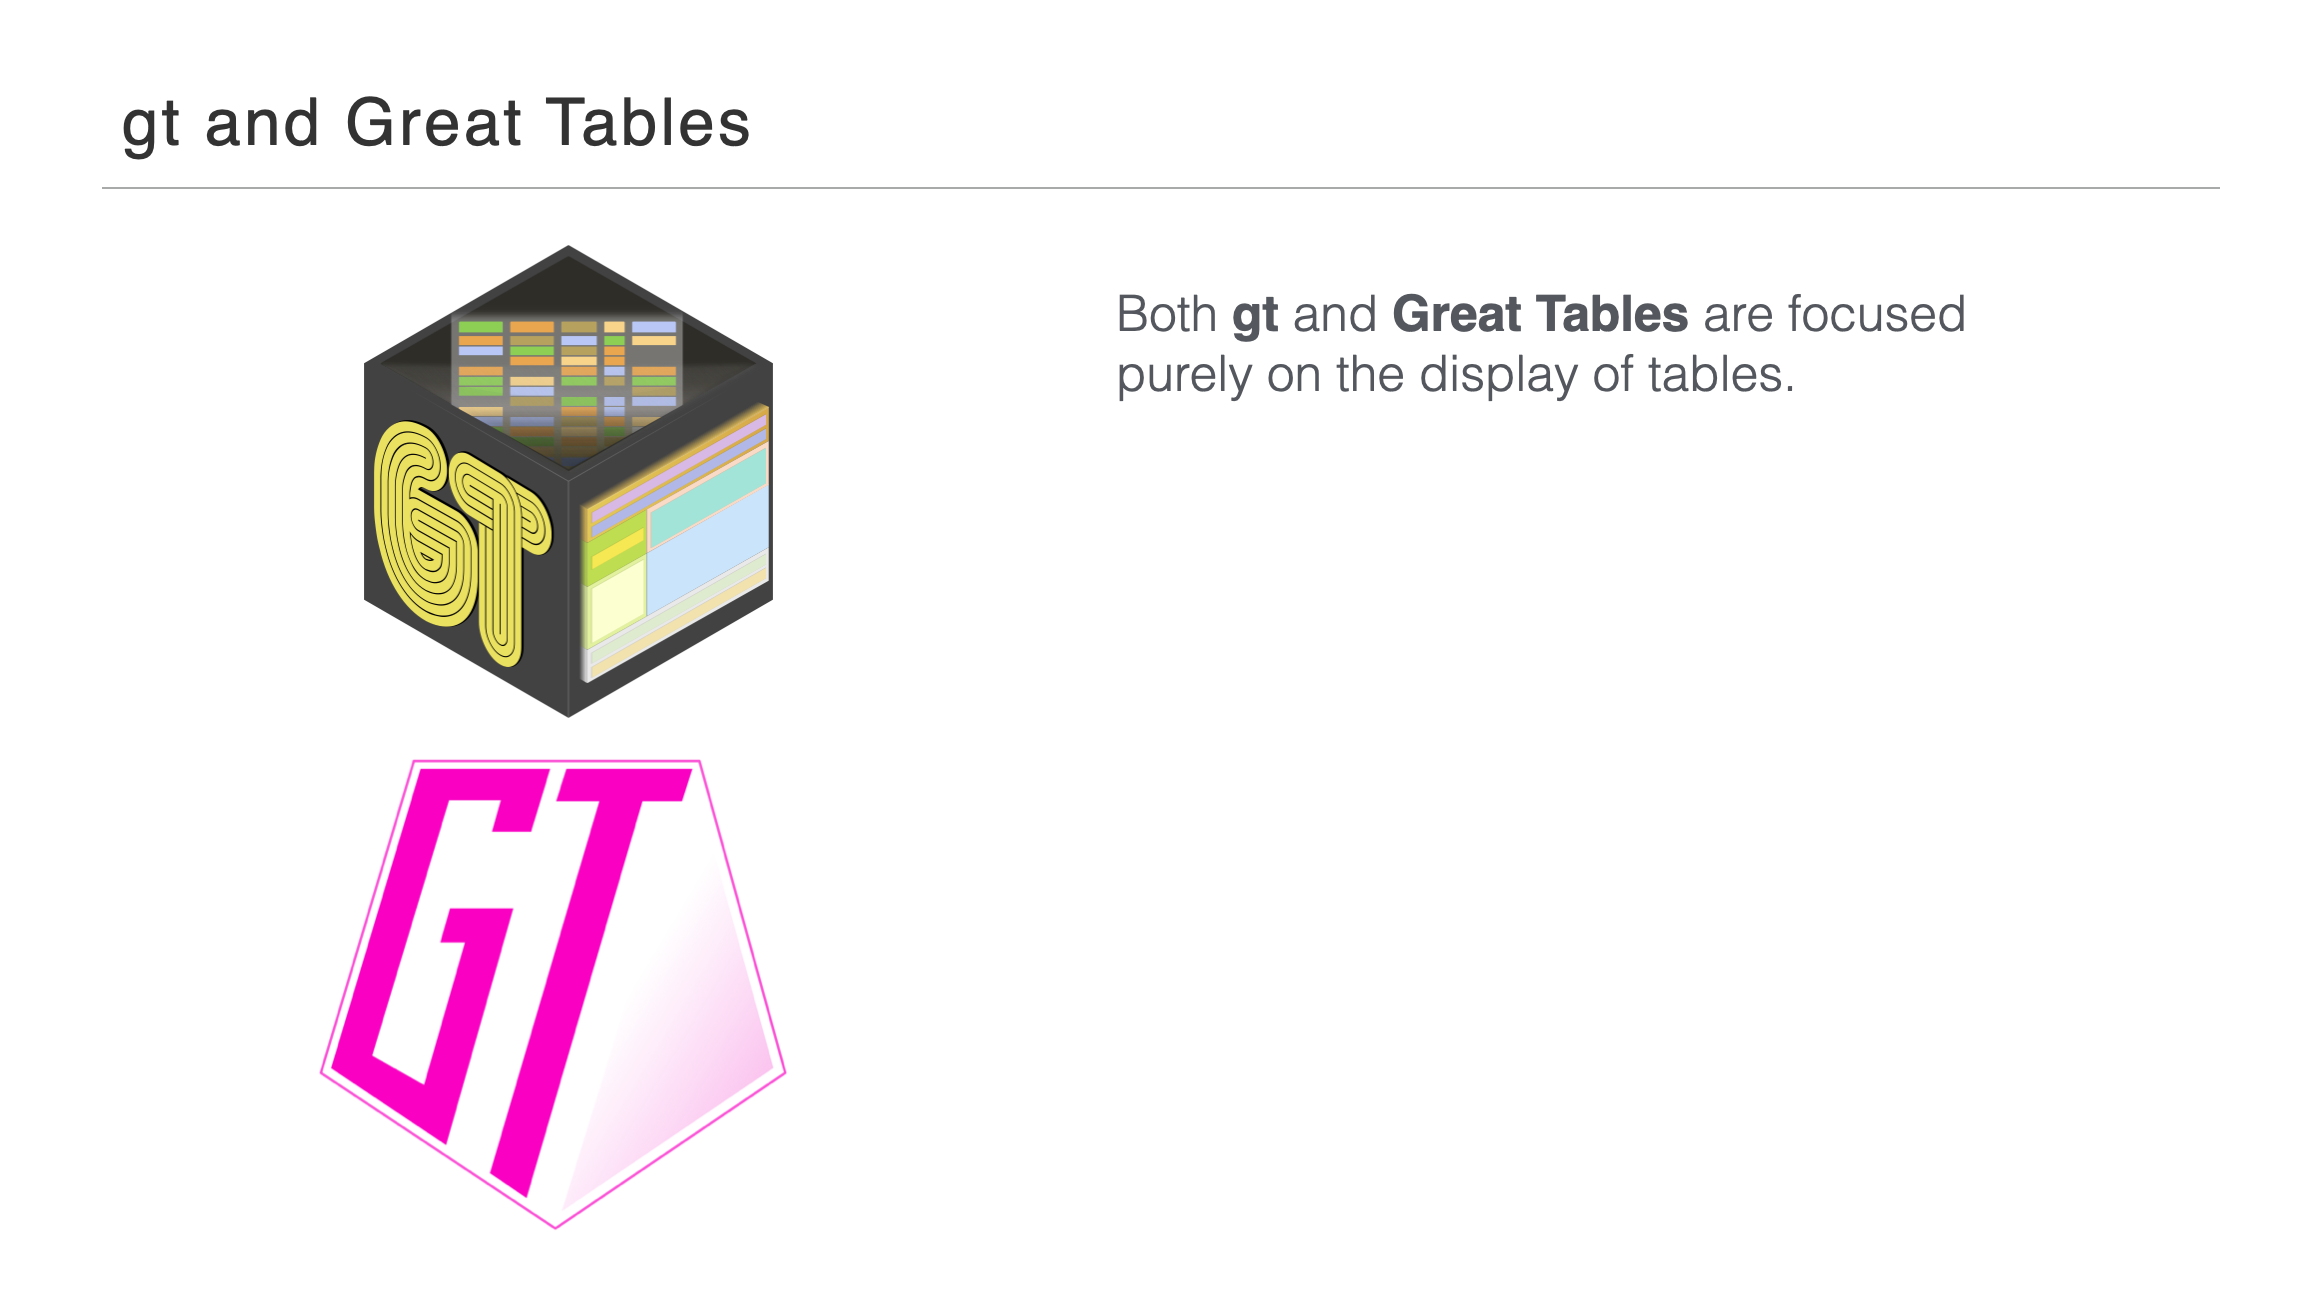 gt and Great Tables
GT
Both gt and Great Tables are focused
purely on the display of tables.
GT